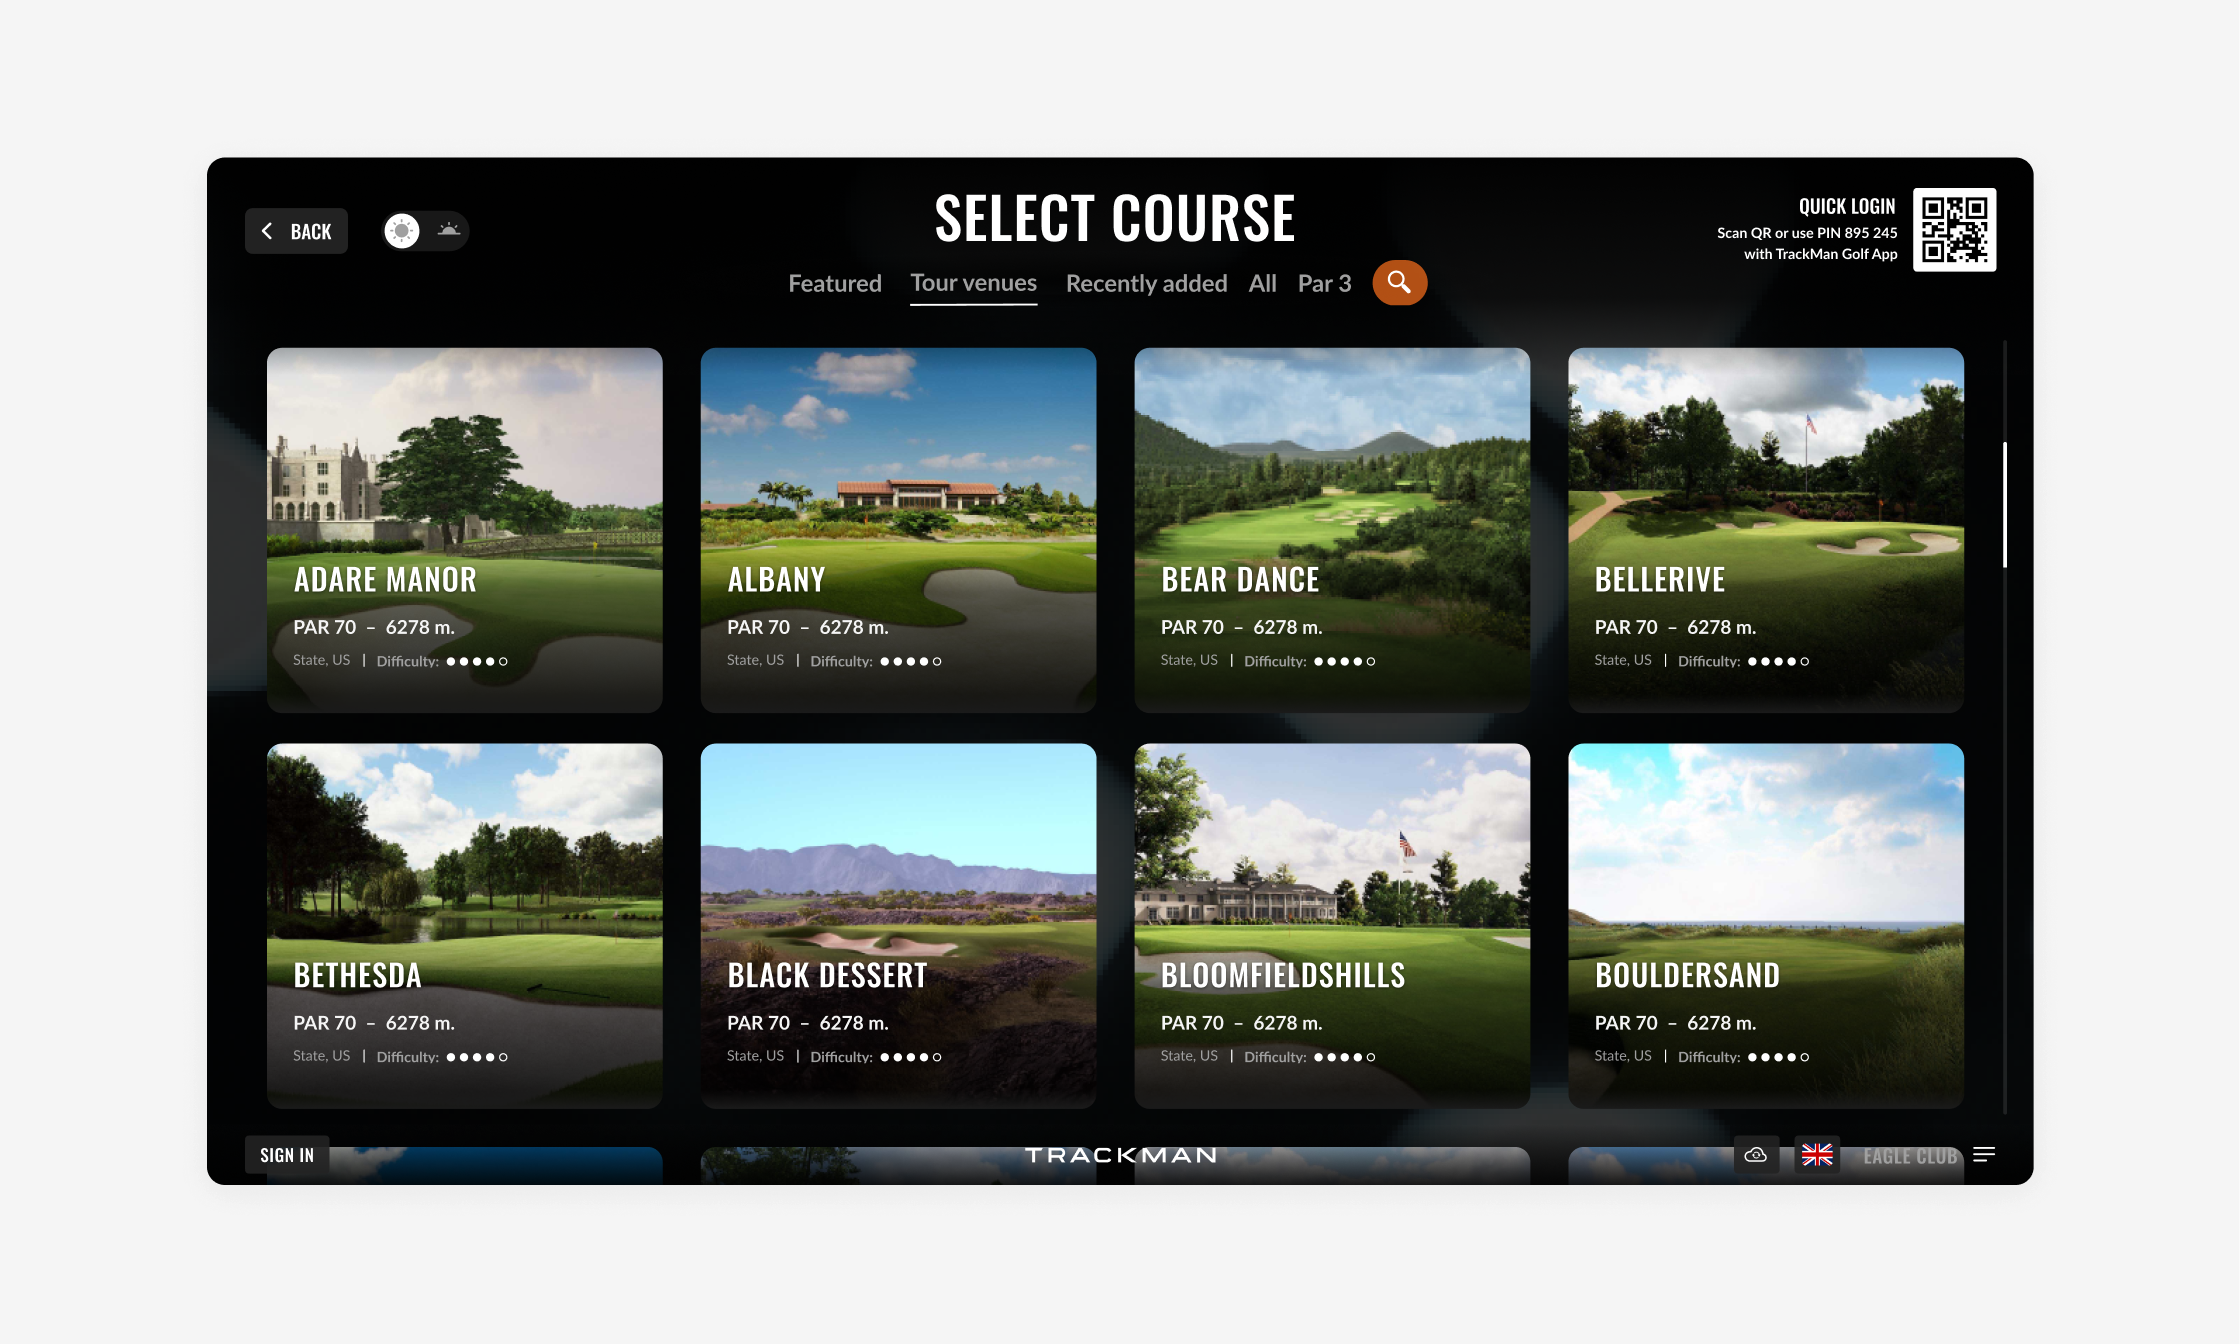 BACK
SELECT COURSE
QUICK LOGIN
Scan QR or use PIN 895 245
with TrackMan Golf App
Featured Tour venues Recently added All Par 3
ADARE MANOR
PAR 70 – 6278 m.
State, US | Difficulty:
ALBANY
PAR 70 – 6278 m.
State, US | Difficulty:
BEAR DANCE
PAR 70 – 6278 m.
State, US | Difficulty:
BELLERIVE
PAR 70 – 6278 m.
State, US | Difficulty:
BETHESDA
PAR 70 – 6278 m.
State, US | Difficulty:
BLACK DESSERT
PAR 70 – 6278 m.
State, US | Difficulty:
BLOOMFIELDSHILLS
PAR 70 – 6278 m.
State, US | Difficulty:
BOULDERSAND
PAR 70 – 6278 m.
State, US | Difficulty:
SIGN IN
TRACKMAN
EAGLE CLUB